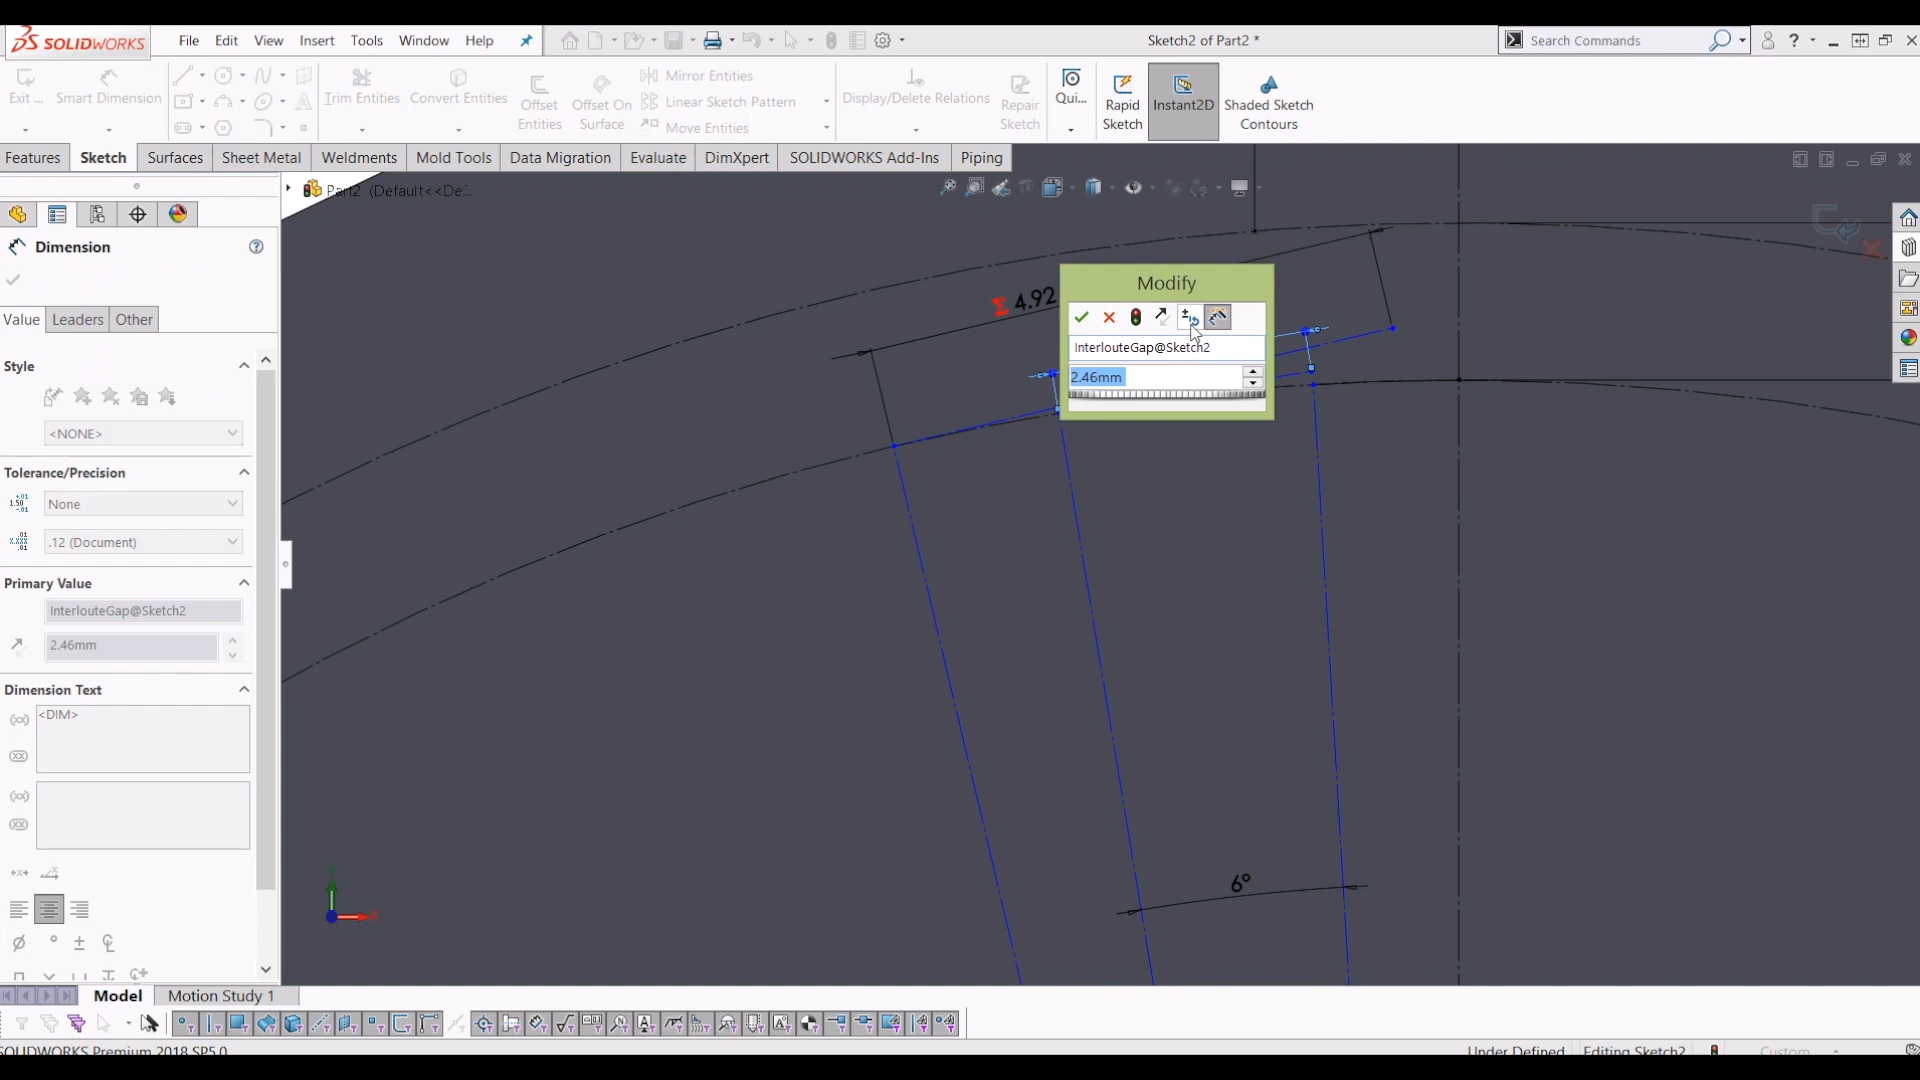 SOLIDWORKS
File Edit View Insert Tools Window Help
Sketch2 of Part2 *
Search Commands
Exit ...
Smart Dimension
Trim Entities
Convert Entities
Offset Entities
Offset On Surface
Mirror Entities
Linear Sketch Pattern
Move Entities
Display/Delete Relations
Repair Sketch
Qui...
Rapid Sketch
Instant2D
Shaded Sketch Contours
Features Sketch Surfaces Sheet Metal Weldments Mold Tools Data Migration Evaluate DimXpert SOLIDWORKS Add-Ins Piping
Part2 (Default<<De...
Dimension
Value Leaders Other
Style
<NONE>
Tolerance/Precision
None
.12 (Document)
Primary Value
InterlouteGap@Sketch2
2.46mm
Dimension Text
<DIM>
Σ 4.92
Modify
InterlouteGap@Sketch2
2.46mm
6°
Y
X
Model Motion Study 1
SOLIDWORKS Premium 2018 SP5.0
Under Defined Editing Sketch2 Custom